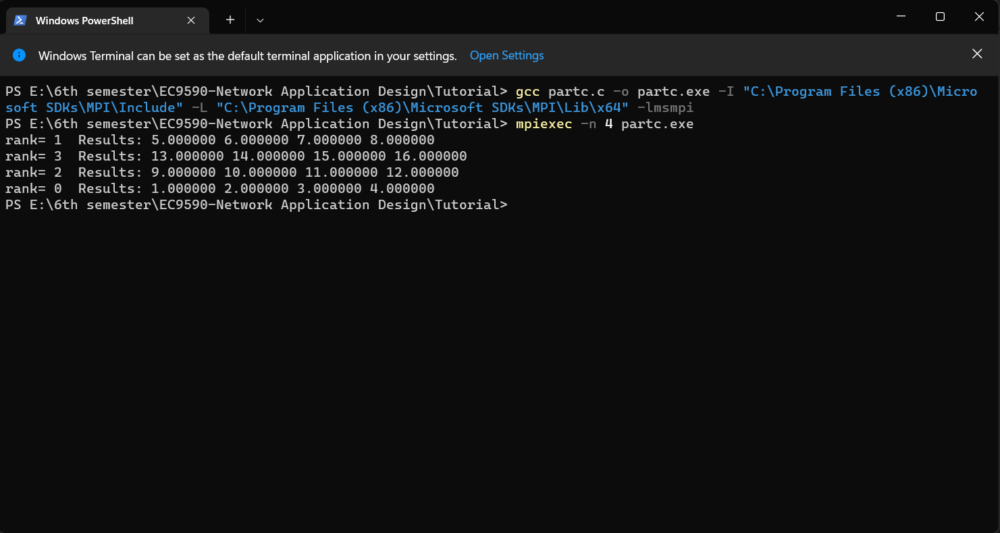 Windows PowerShell
Windows Terminal can be set as the default terminal application in your settings. Open Settings
PS E:\6th semester\EC9590-Network Application Design\Tutorial> gcc partc.c -o partc.exe -I "C:\Program Files (x86)\Micro
soft SDKs\MPI\Include" -L "C:\Program Files (x86)\Microsoft SDKs\MPI\Lib\x64" -lmsmpi
PS E:\6th semester\EC9590-Network Application Design\Tutorial> mpiexec -n 4 partc.exe
rank= 1  Results: 5.000000 6.000000 7.000000 8.000000
rank= 3  Results: 13.000000 14.000000 15.000000 16.000000
rank= 2  Results: 9.000000 10.000000 11.000000 12.000000
rank= 0  Results: 1.000000 2.000000 3.000000 4.000000
PS E:\6th semester\EC9590-Network Application Design\Tutorial>